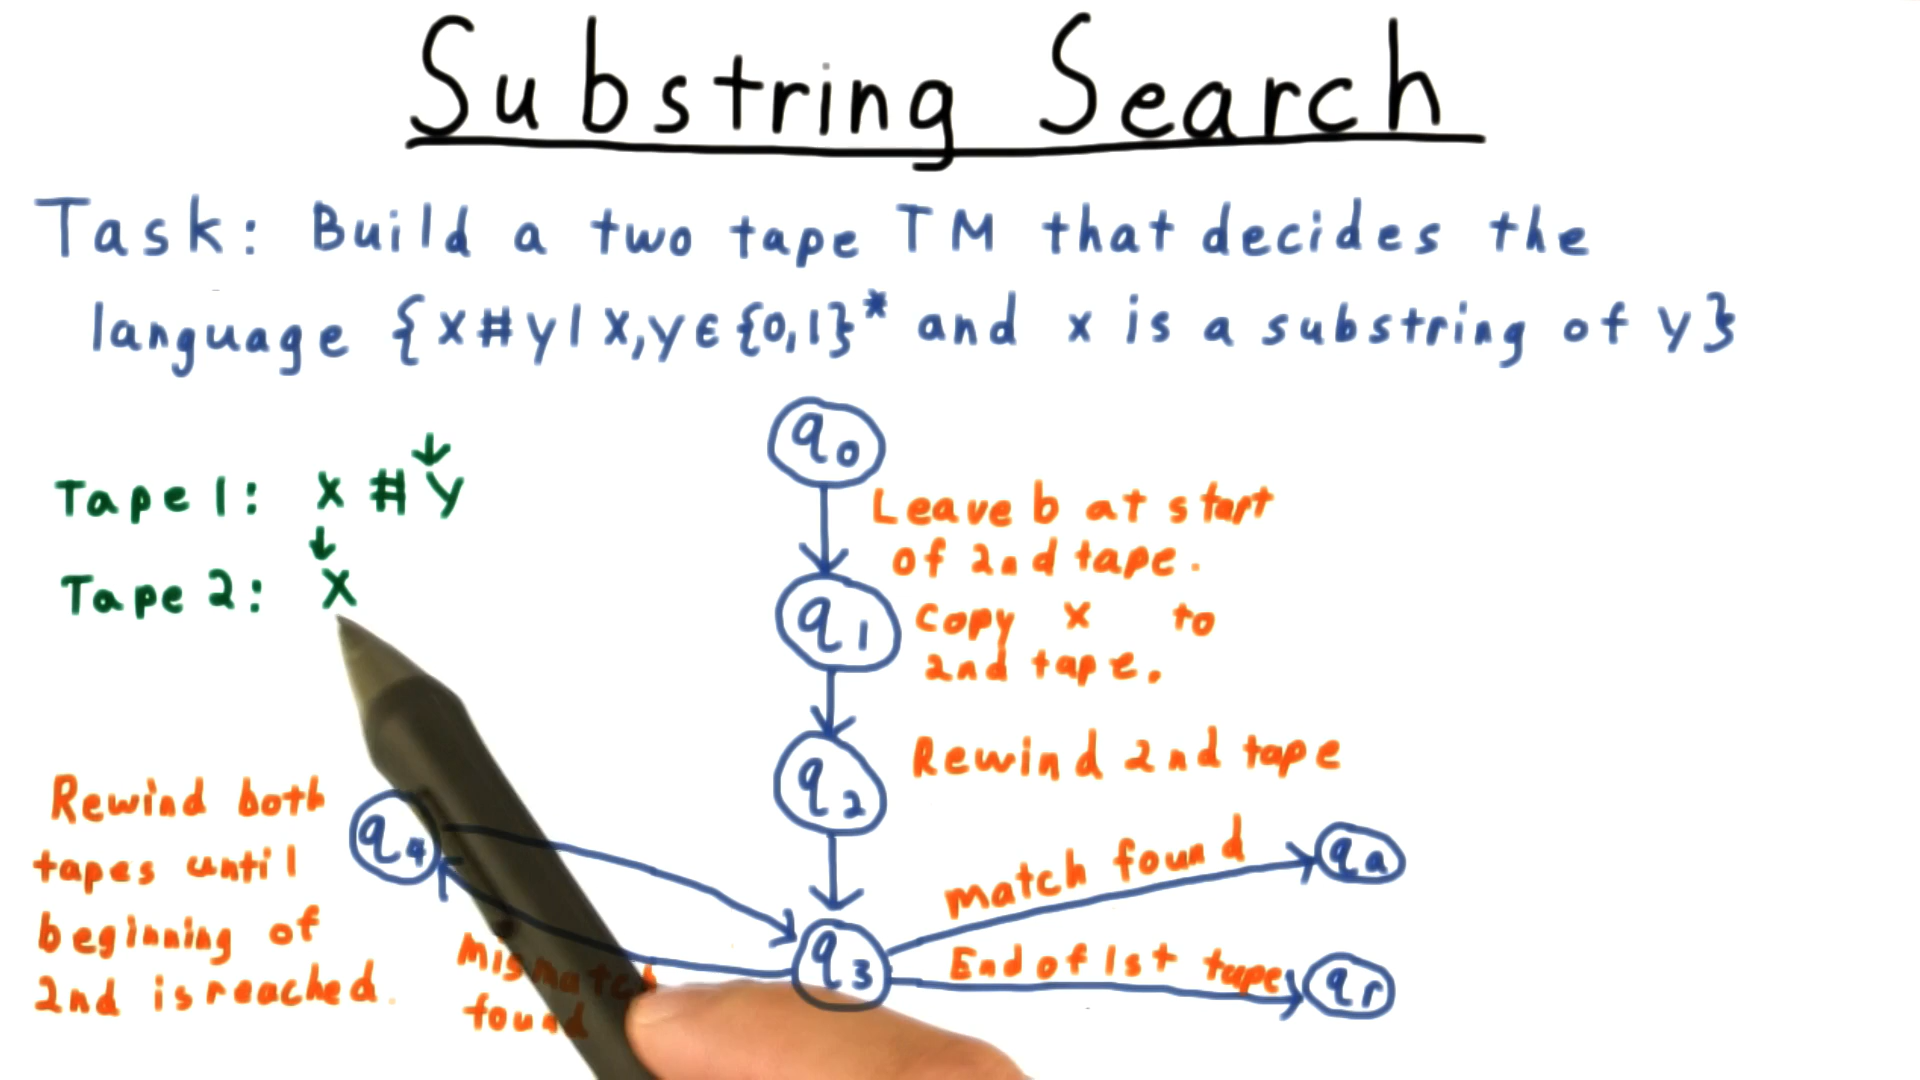 Substring Search
Task: Build a two tape TM that decides the
language {x#y|x,y∈{0,1}* and x is a substring of y}
Tape 1: x # y
Tape 2: x
q0
Leave b at start
of 2nd tape.
q1
Copy x to
2nd tape.
q2
Rewind 2nd tape
Rewind both
tapes until
beginning of
2nd is reached.
q4
Mismatch
found
q3
match found
qa
End of 1st tape
qr